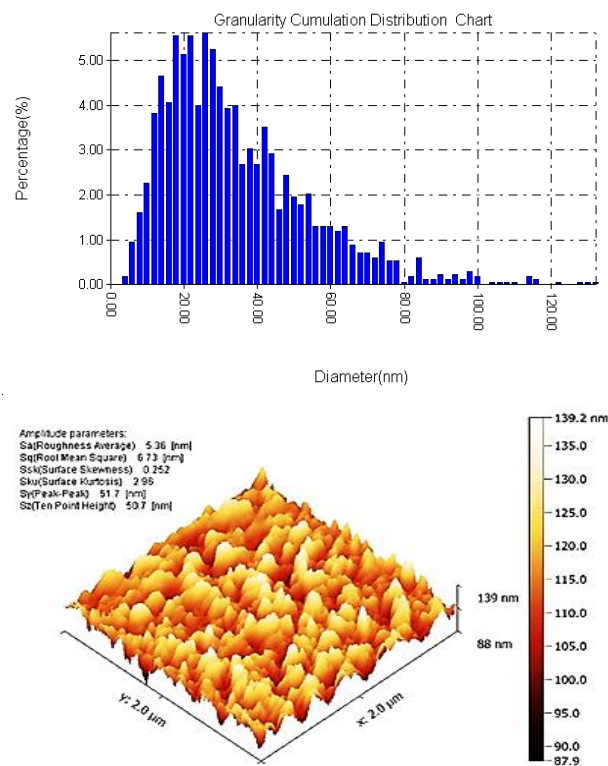 Granularity Cumulation Distribution Chart
Percentage(%)
5.00
4.00
3.00
2.00
1.00
0.00
0.00
20.00
40.00
60.00
80.00
100.00
120.00
Diameter(nm)
Amplitude parameters:
Sa(Roughness Average) 5.36 [nm]
Sq(Root Mean Square) 6.73 [nm]
Ssk(Surface Skewness) 0.252
Sku(Surface Kurtosis) 2.96
Sy(Peak-Peak) 51.7 [nm]
Sz(Ten Point Height) 50.7 [nm]
139 nm
88 nm
y: 2.0 µm
x: 2.0 µm
139.2 nm
135.0
130.0
125.0
120.0
115.0
110.0
105.0
100.0
95.0
90.0
87.9